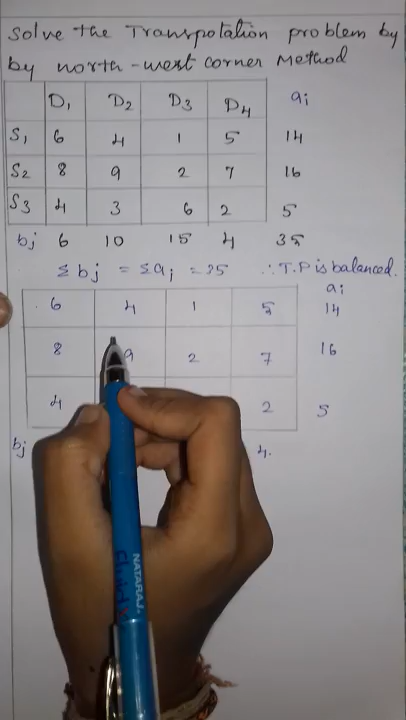 Solve the Transpotation problem by
by north-west corner Method
D1 D2 D3 D4 ai
S1 6 4 1 5 14
S2 8 9 2 7 16
S3 4 3 6 2 5
bj 6 10 15 4 35
Σbj = Σai = 35 ∴ T.P is balanced.
ai
6 4 1 5 14
8 9 2 7 16
4 2 5
bj 4.
NATARAJ